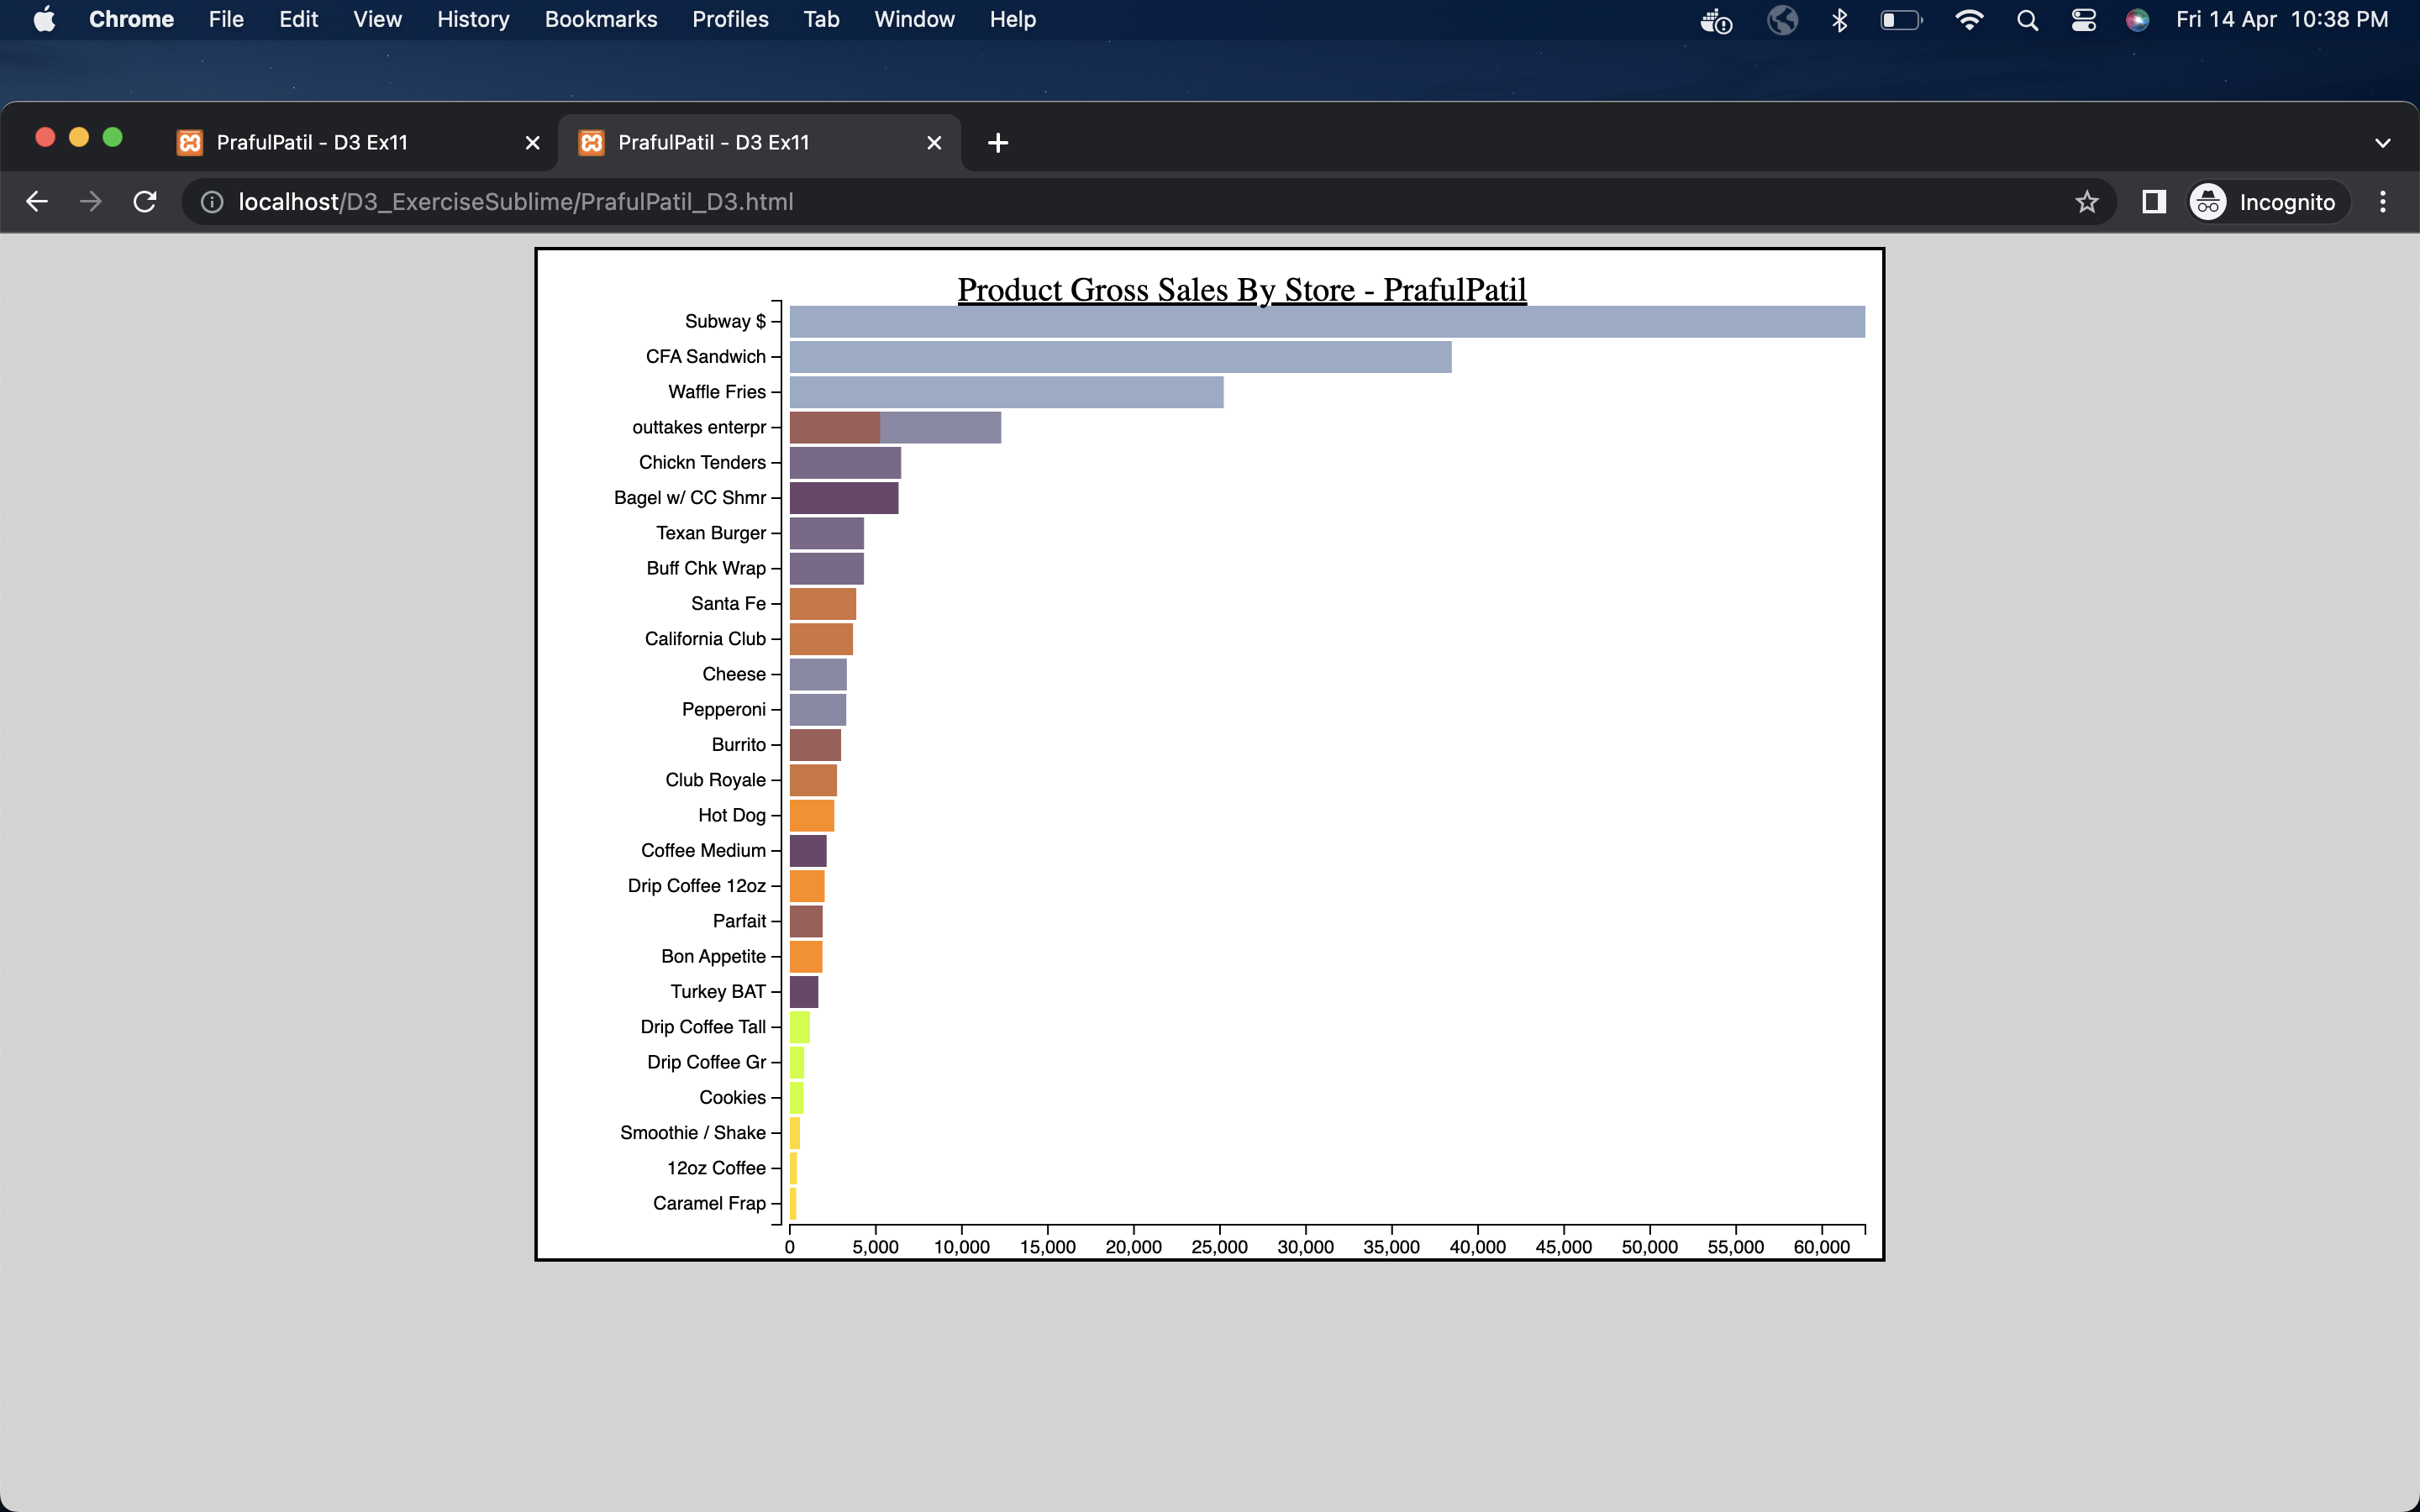 Chrome File Edit View History Bookmarks Profiles Tab Window Help Fri 14 Apr 10:38 PM
PrafulPatil - D3 Ex11 PrafulPatil - D3 Ex11
localhost/D3_ExerciseSublime/PrafulPatil_D3.html Incognito
Product Gross Sales By Store - PrafulPatil
Subway $
CFA Sandwich
Waffle Fries
outtakes enterpr
Chickn Tenders
Bagel w/ CC Shmr
Texan Burger
Buff Chk Wrap
Santa Fe
California Club
Cheese
Pepperoni
Burrito
Club Royale
Hot Dog
Coffee Medium
Drip Coffee 12oz
Parfait
Bon Appetite
Turkey BAT
Drip Coffee Tall
Drip Coffee Gr
Cookies
Smoothie / Shake
12oz Coffee
Caramel Frap
0 5,000 10,000 15,000 20,000 25,000 30,000 35,000 40,000 45,000 50,000 55,000 60,000